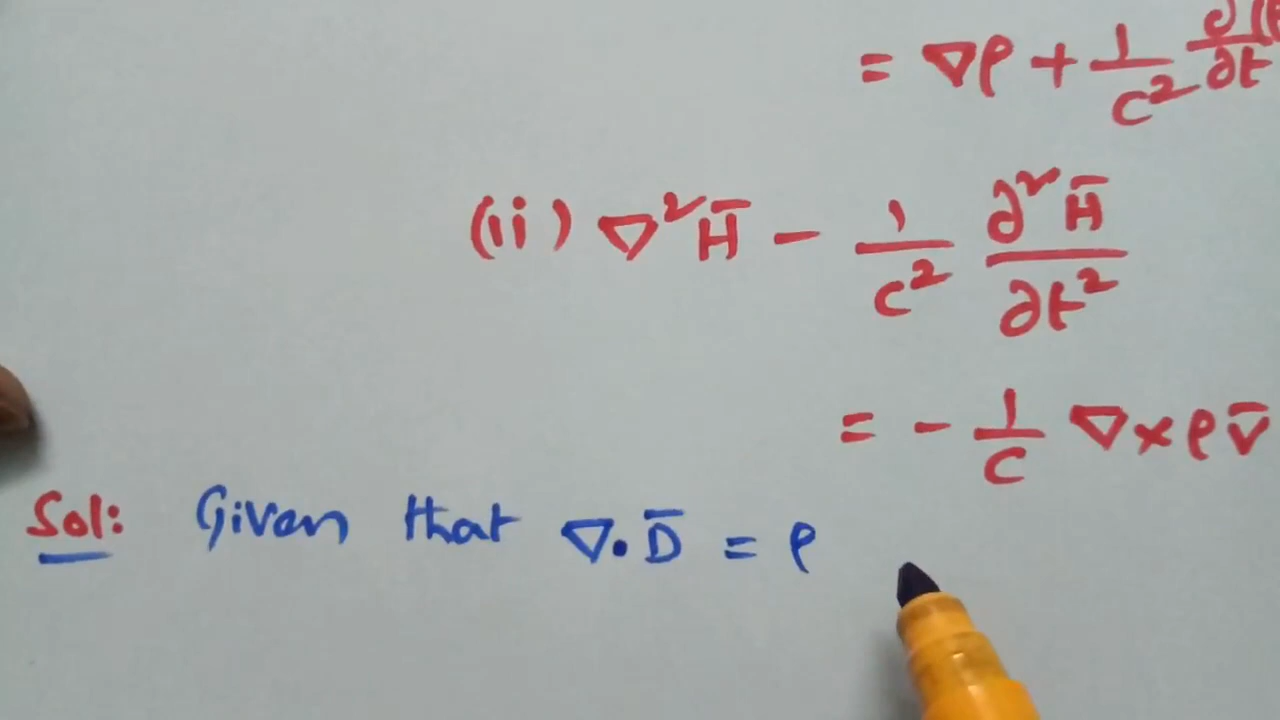 = ∇ρ + 1/c² ∂/∂t
(ii) ∇²H̄ - 1/c² ∂²H̄/∂t²
= - 1/c ∇×ρv̄
Sol: Given that ∇·D̄ = ρ